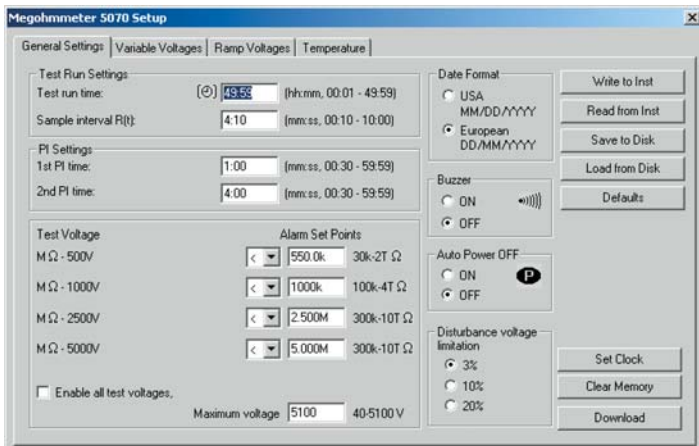 Megohmmeter 5070 Setup
General Settings Variable Voltages Ramp Voltages Temperature
Test Run Settings
Test run time: 49:59 (hh:mm, 00:01 - 49:59)
Sample interval R(t): 4:10 (mm:ss, 00:10 - 10:00)
PI Settings
1st PI time: 1:00 (mm:ss, 00:30 - 59:59)
2nd PI time: 4:00 (mm:ss, 00:30 - 59:59)
Test Voltage Alarm Set Points
M Ω - 500V < 550.0k 30k-2T Ω
M Ω - 1000V < 1000k 100k-4T Ω
M Ω - 2500V < 2.500M 300k-10T Ω
M Ω - 5000V < 5.000M 300k-10T Ω
Enable all test voltages,
Maximum voltage 5100 40-5100 V
Date Format
USA
MM/DD/YYYY
European
DD/MM/YYYY
Buzzer
ON
OFF
Auto Power OFF
ON P
OFF
Disturbance voltage
limitation
3%
10%
20%
Write to Inst
Read from Inst
Save to Disk
Load from Disk
Defaults
Set Clock
Clear Memory
Download